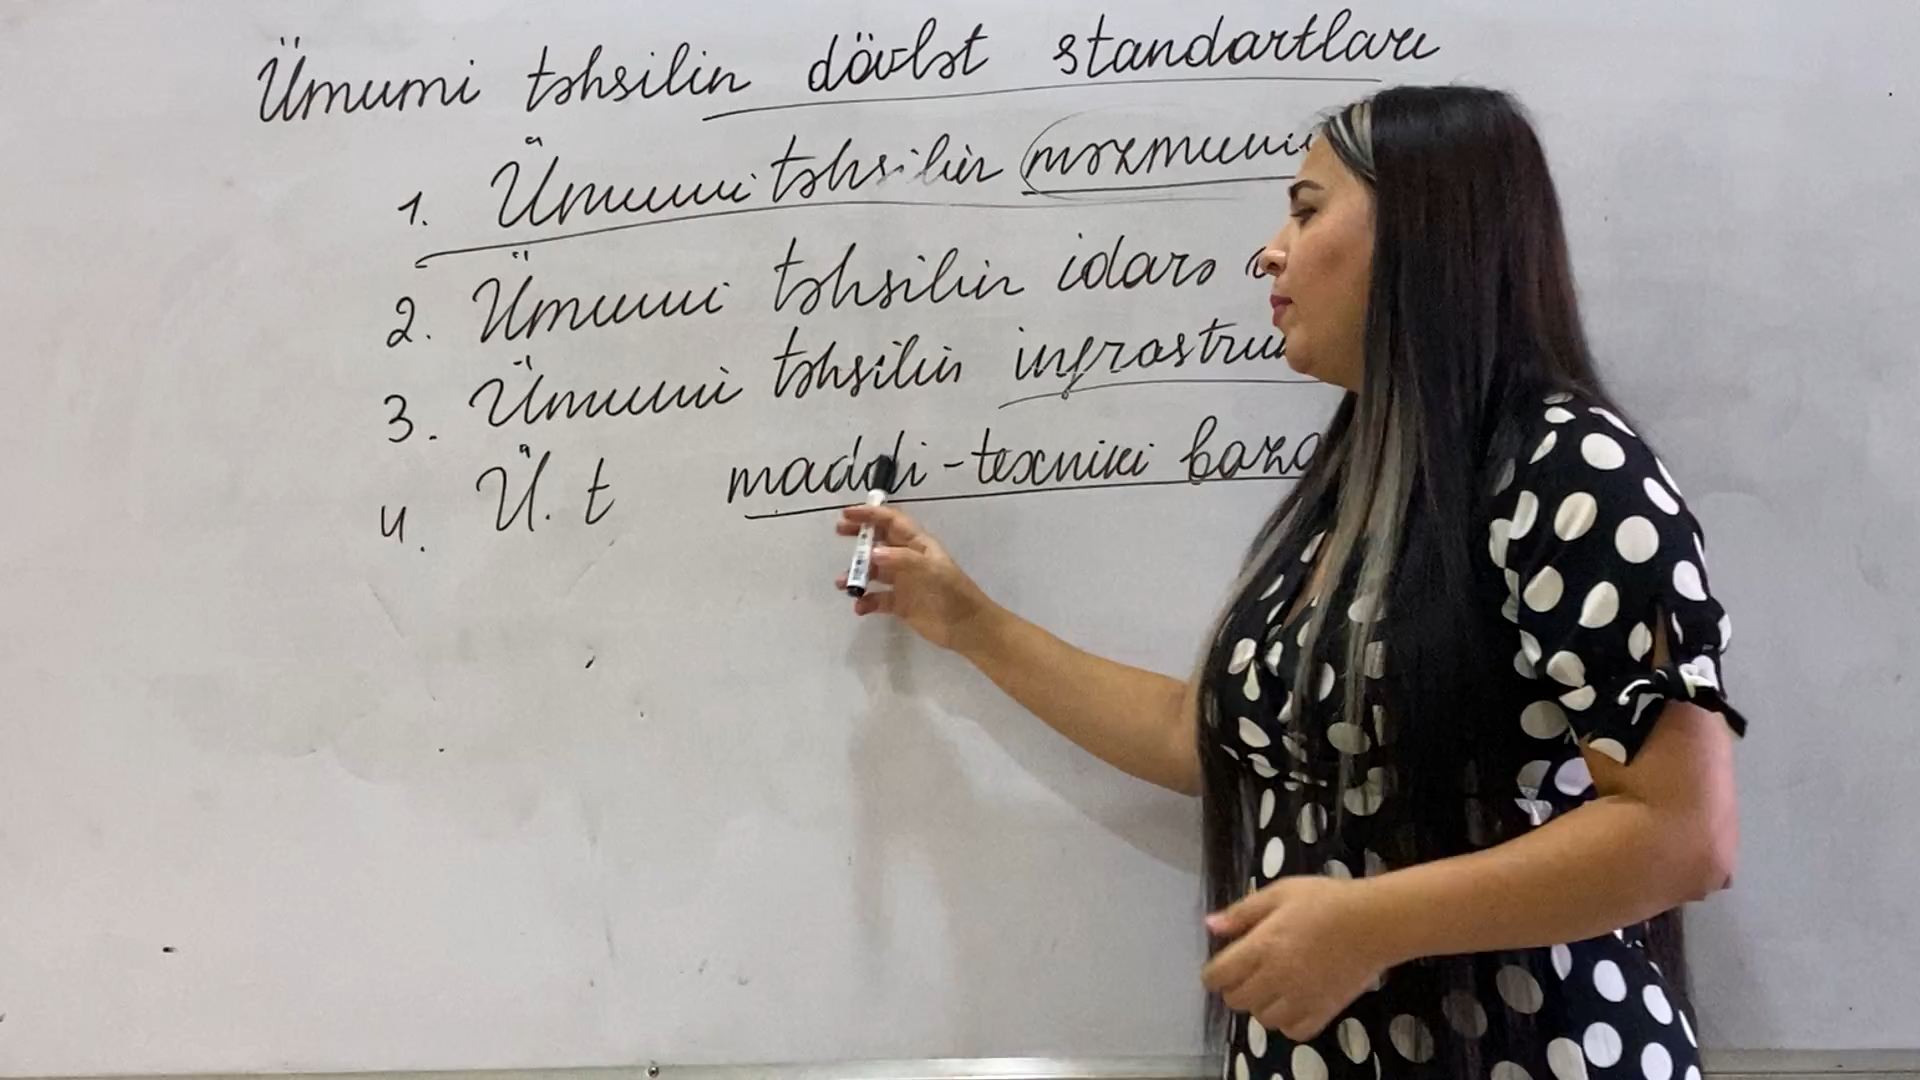 Ümumi təhsilin dövlət standartları
1. Ümumi təhsilin məzmunu
2. Ümumi təhsilin idarə
3. Ümumi təhsilin infrastru
4. Ü. t maddi-texniki baza